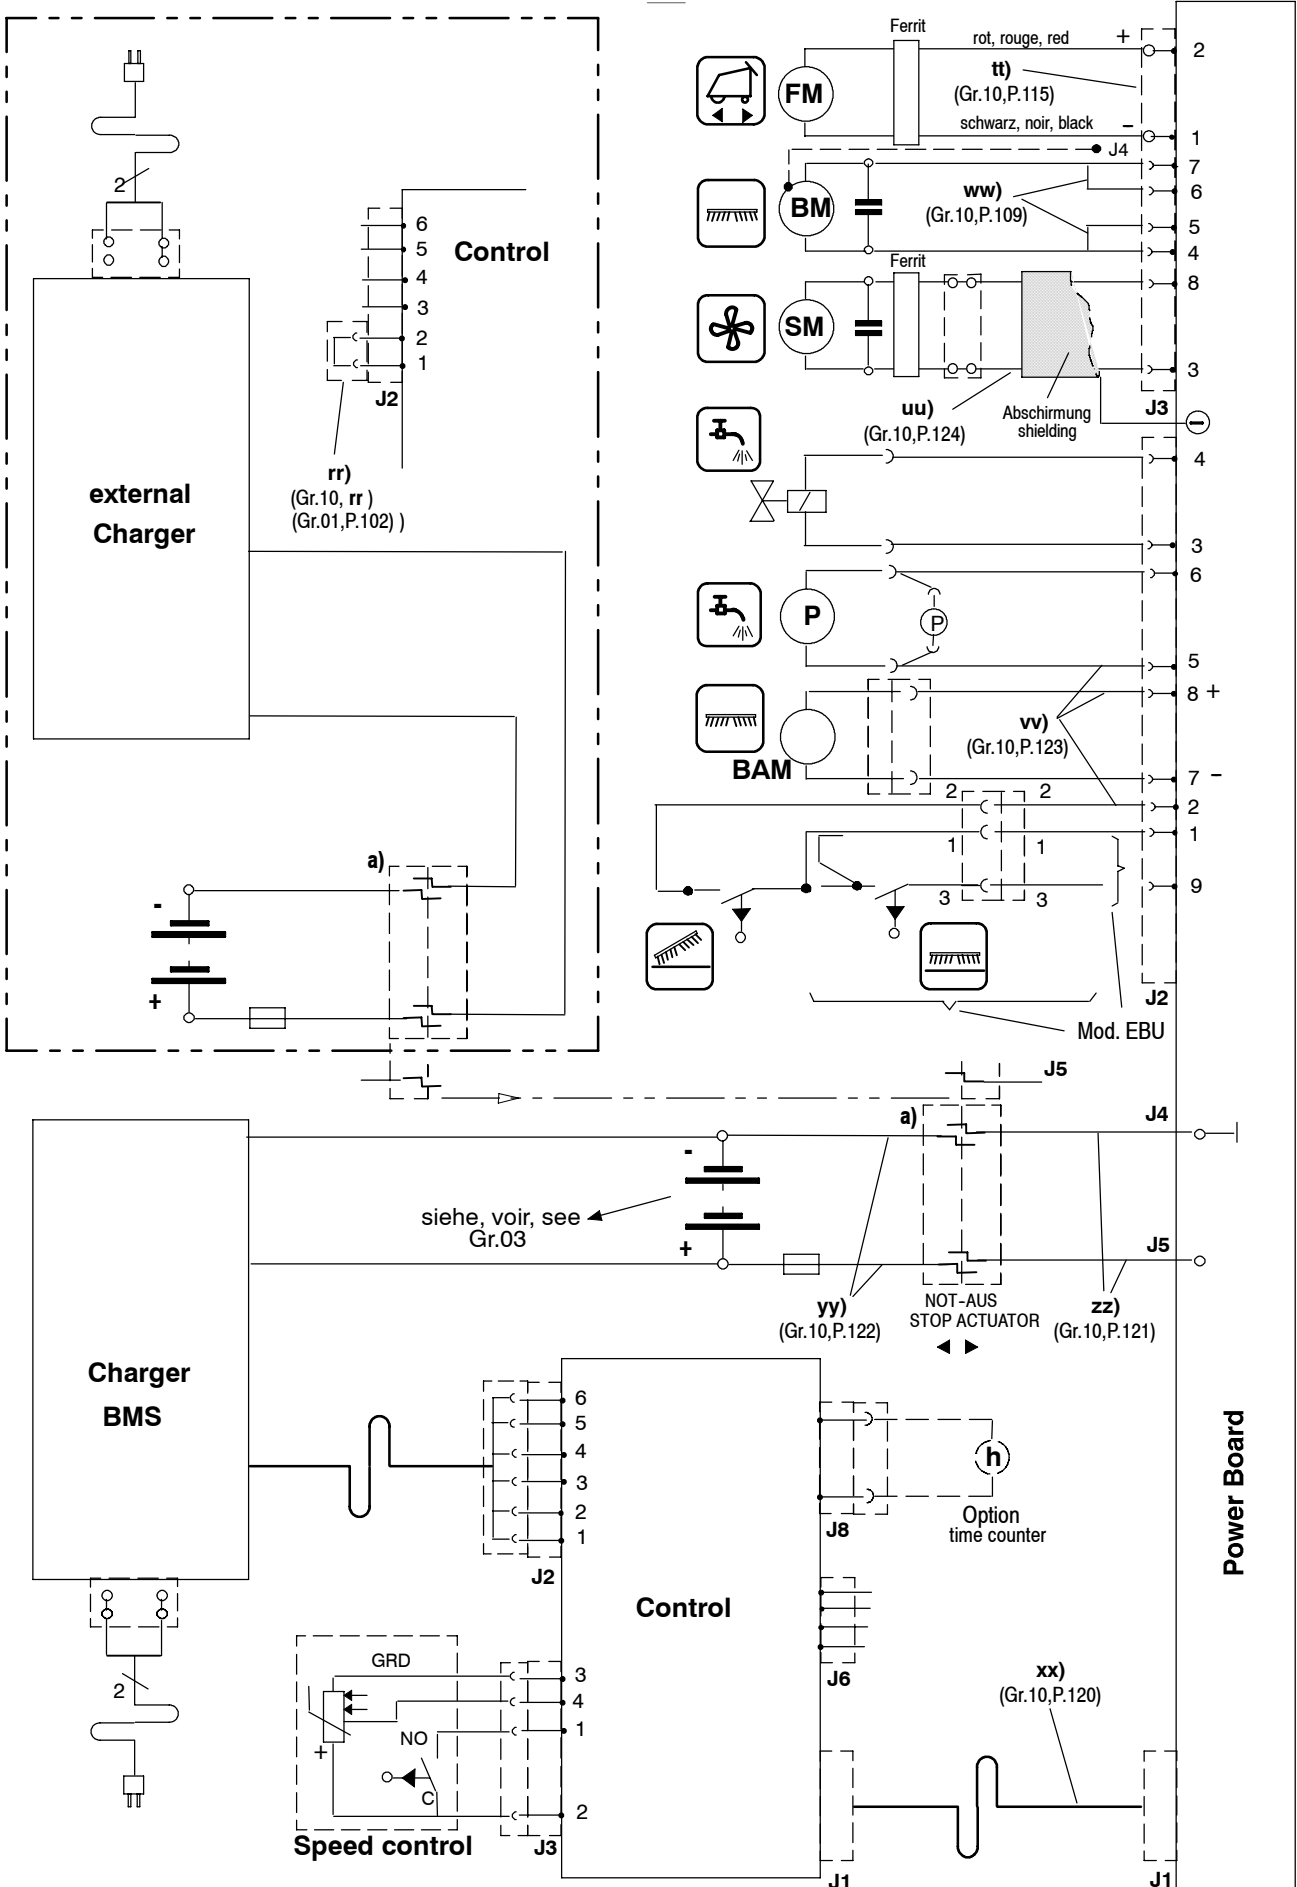 Ferrit
rot, rouge, red
+
2
tt)
(Gr.10,P.115)
FM
schwarz, noir, black
–
1
J4
7
2
ww)
6
(Gr.10,P.109)
BM
5
4
6
5
Control
4
3
2
1
J2
Ferrit
8
SM
3
J3
uu)
(Gr.10,P.124)
Abschirmung
shielding
rr)
(Gr.10, rr )
(Gr.01,P.102) )
external
Charger
4
3
6
P
P
5
8 +
vv)
(Gr.10,P.123)
BAM
7 –
2
2
2
1
1
1
3
3
9
a)
-
+
J2
Mod. EBU
J5
a)
J4
-
siehe, voir, see
Gr.03
+
J5
yy)
(Gr.10,P.122)
NOT-AUS
STOP ACTUATOR
zz)
(Gr.10,P.121)
Charger
BMS
6
5
4
3
2
1
J2
h
Option
time counter
J8
Power Board
Control
J6
2
GRD
3
4
1
NO
+
C
2
J3
Speed control
xx)
(Gr.10,P.120)
J1
J1